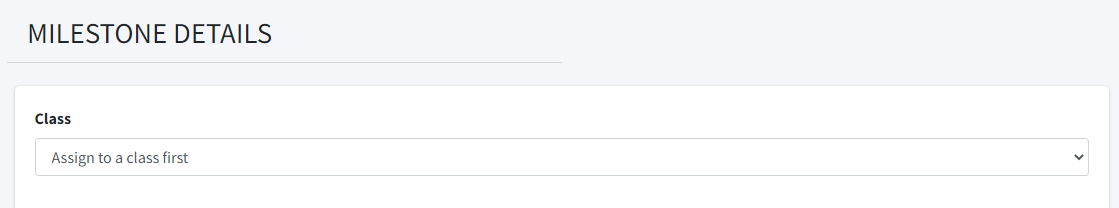 MILESTONE DETAILS
Class
Assign to a class first